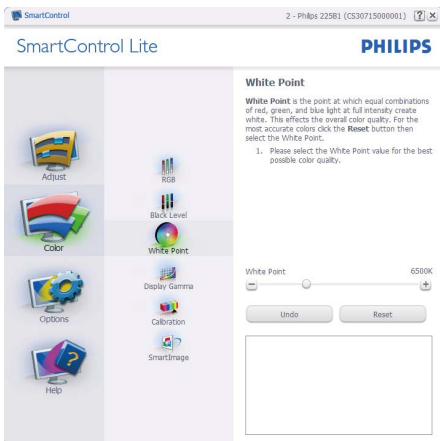 SmartControl
2 - Philips 225B1 (CS30715000001)
SmartControl Lite
PHILIPS
Adjust
Color
Options
Help
RGB
Black Level
White Point
Display Gamma
Calibration
SmartImage
White Point
White Point is the point at which equal combinations
of red, green, and blue light at full intensity create
white. This effects the overall color quality. For the
most accurate colors click the Reset button then
select the White Point.
1. Please select the White Point value for the best
possible color quality.
White Point 6500K
Undo Reset